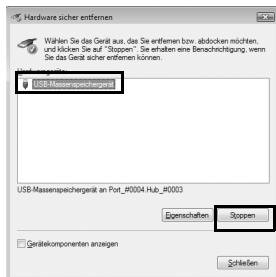 Hardware sicher entfernen
Wählen Sie das Gerät aus, das Sie entfernen bzw. abdocken möchten,
und klicken Sie auf "Stoppen". Sie erhalten eine Benachrichtigung, wenn
Sie das Gerät sicher entfernen können.
USB-Massenspeichergerät
USB-Massenspeichergerät an Port_#0004.Hub_#0003
Eigenschaften
Stoppen
Gerätekomponenten anzeigen
Schließen